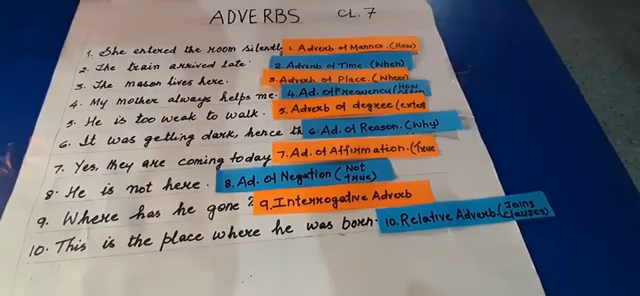 ADVERBS CL.7
1. She entered the room silently 1. Adverb of Manner. (How)
2. The train arrived late. 2. Adverb of Time. (When)
3. The mason lives here. 3. Adverb of Place. (Where)
4. My mother always helps me. 4. Ad. of Frequency (How
5. He is too weak to walk. 5. Adverb of degree (exten
6. It was getting dark, hence th 6. Ad. of Reason. (Why)
7. Yes, they are coming today 7. Ad. of Affirmation. (True
8. He is not here. 8. Ad. of Negation (Not True)
9. Where has he gone ? 9. Interrogative Adverb
10. This is the place where he was born. 10. Relative Adverb. (Joins Clauses)